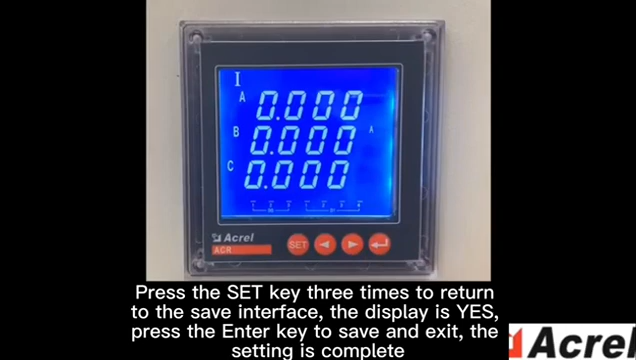 I
A 0.000
B 0.000 A
C 0.000
Acrel
ACR
SET
Press the SET key three times to return
to the save interface, the display is YES,
press the Enter key to save and exit, the
setting is complete
Acrel